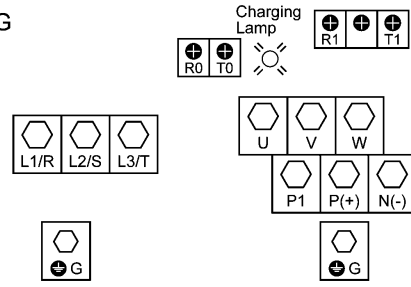 G
Charging
Lamp
R0 T0
R1 T1
L1/R L2/S L3/T
U V W
P1 P(+) N(-)
G
G